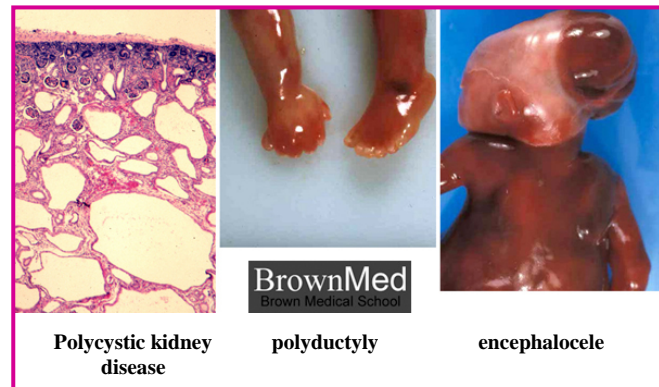 BrownMed
Brown Medical School
Polycystic kidney
disease
polyductyly
encephalocele